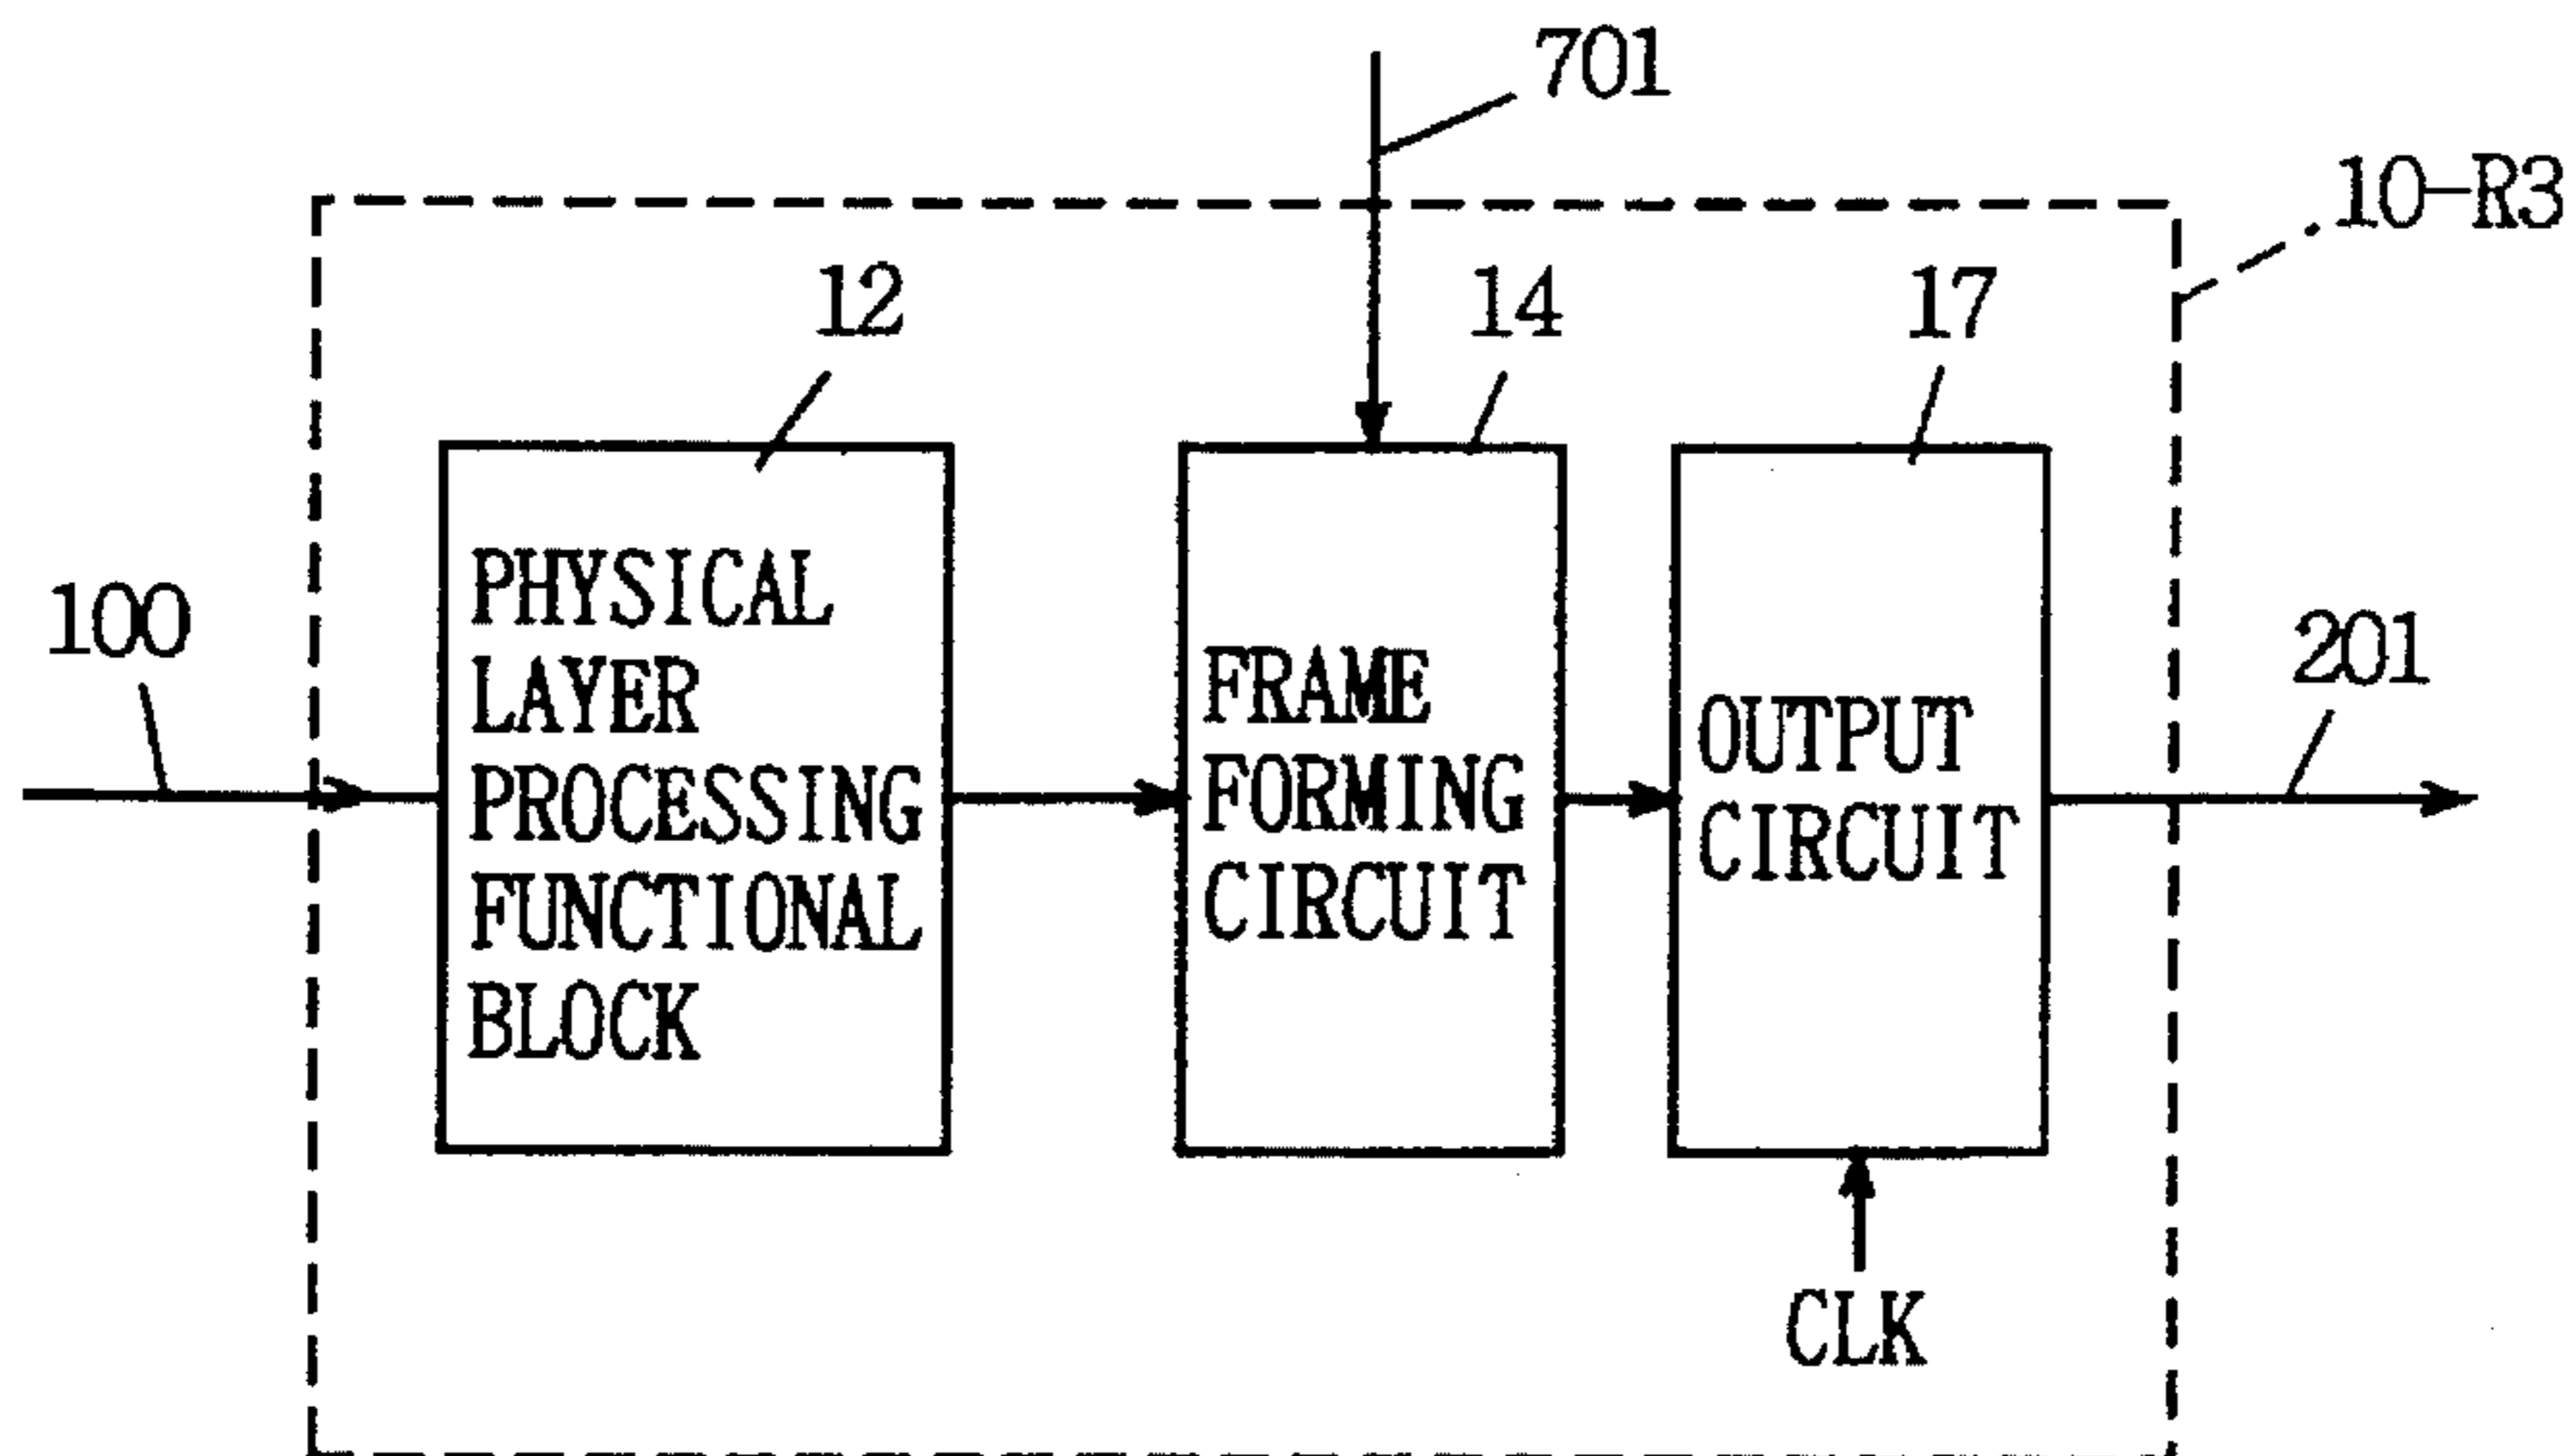 701
10-R3
12
14
17
100
PHYSICAL
LAYER
PROCESSING
FUNCTIONAL
BLOCK
FRAME
FORMING
CIRCUIT
OUTPUT
CIRCUIT
201
CLK